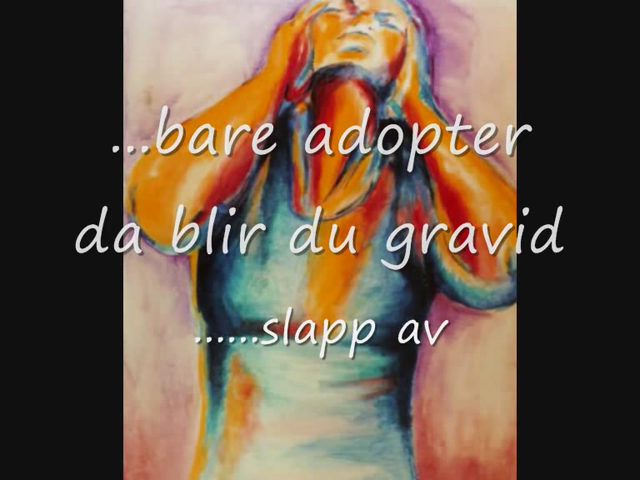 ...bare adopter
da blir du gravid
......slapp av